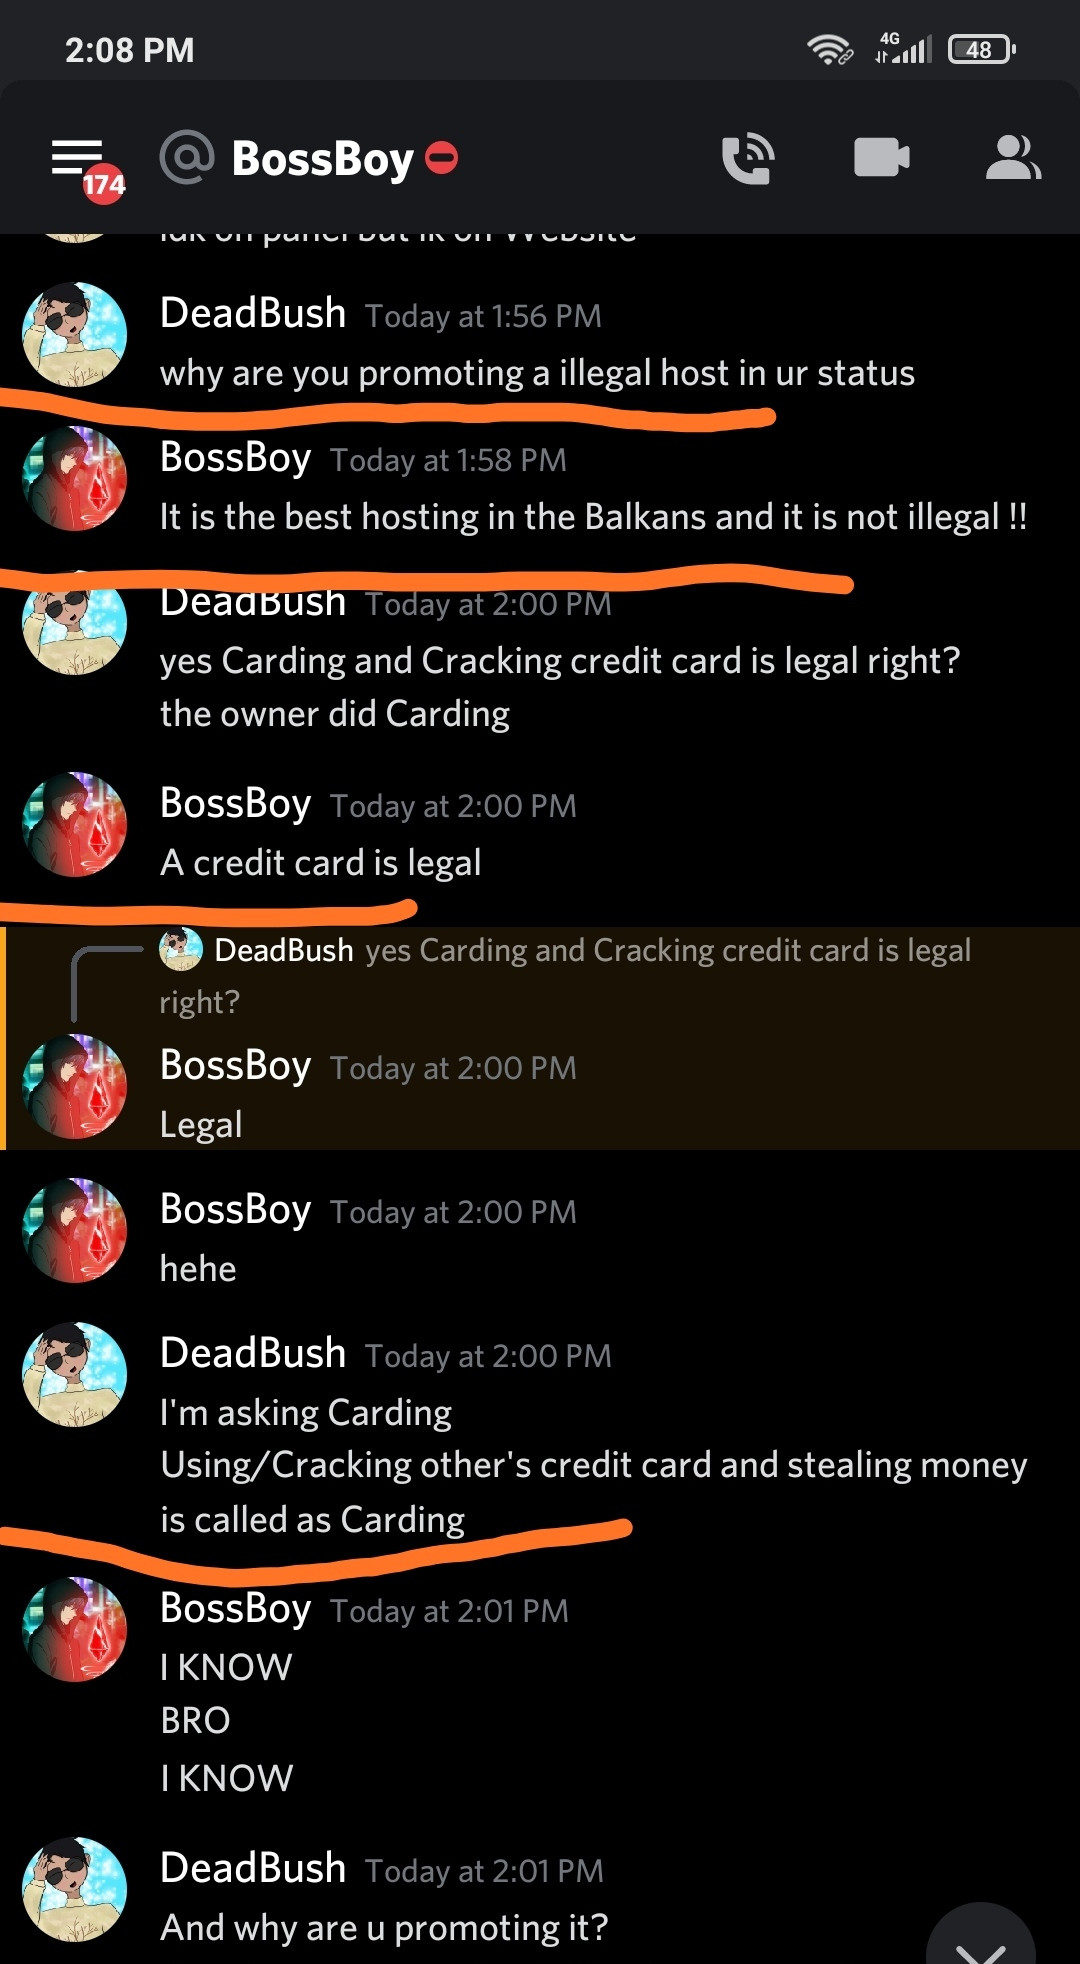 2:08 PM
4G
48
174
BossBoy
Idk on panel but ik on Website
DeadBush Today at 1:56 PM
why are you promoting a illegal host in ur status
BossBoy Today at 1:58 PM
It is the best hosting in the Balkans and it is not illegal !!
DeadBush Today at 2:00 PM
yes Carding and Cracking credit card is legal right?
the owner did Carding
BossBoy Today at 2:00 PM
A credit card is legal
DeadBush yes Carding and Cracking credit card is legal
right?
BossBoy Today at 2:00 PM
Legal
BossBoy Today at 2:00 PM
hehe
DeadBush Today at 2:00 PM
I'm asking Carding
Using/Cracking other's credit card and stealing money
is called as Carding
BossBoy Today at 2:01 PM
I KNOW
BRO
I KNOW
DeadBush Today at 2:01 PM
And why are u promoting it?